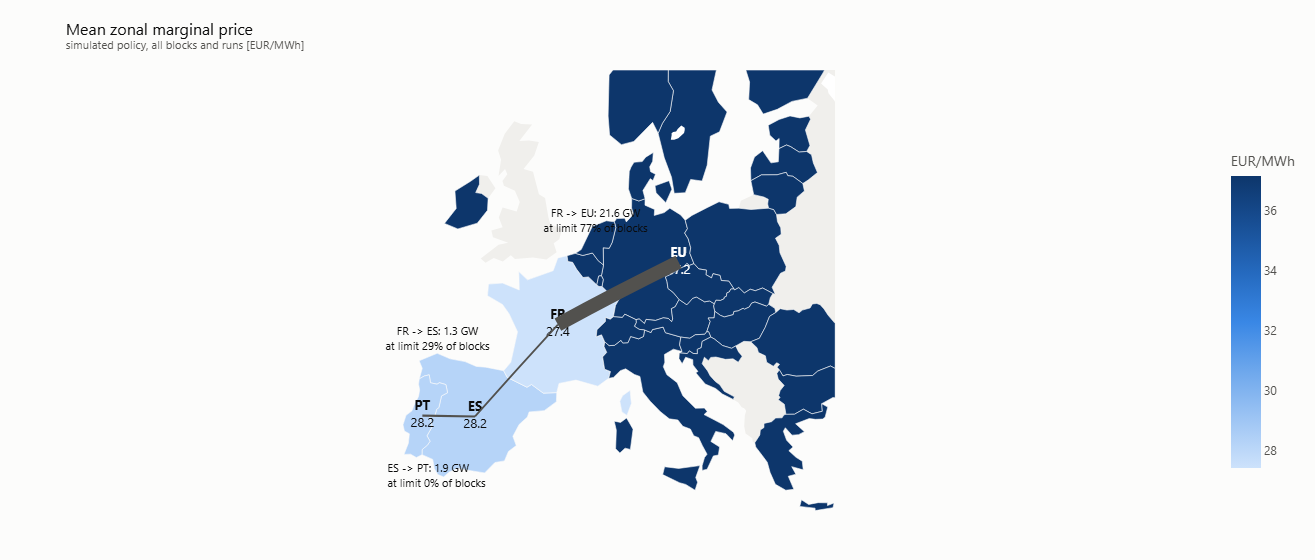 Mean zonal marginal price
simulated policy, all blocks and runs [EUR/MWh]
EUR/MWh
36
34
32
30
28
FR -> EU: 21.6 GW
at limit 77% of blocks
EU
FR
27.4
FR -> ES: 1.3 GW
at limit 29% of blocks
PT
28.2
ES
28.2
ES -> PT: 1.9 GW
at limit 0% of blocks